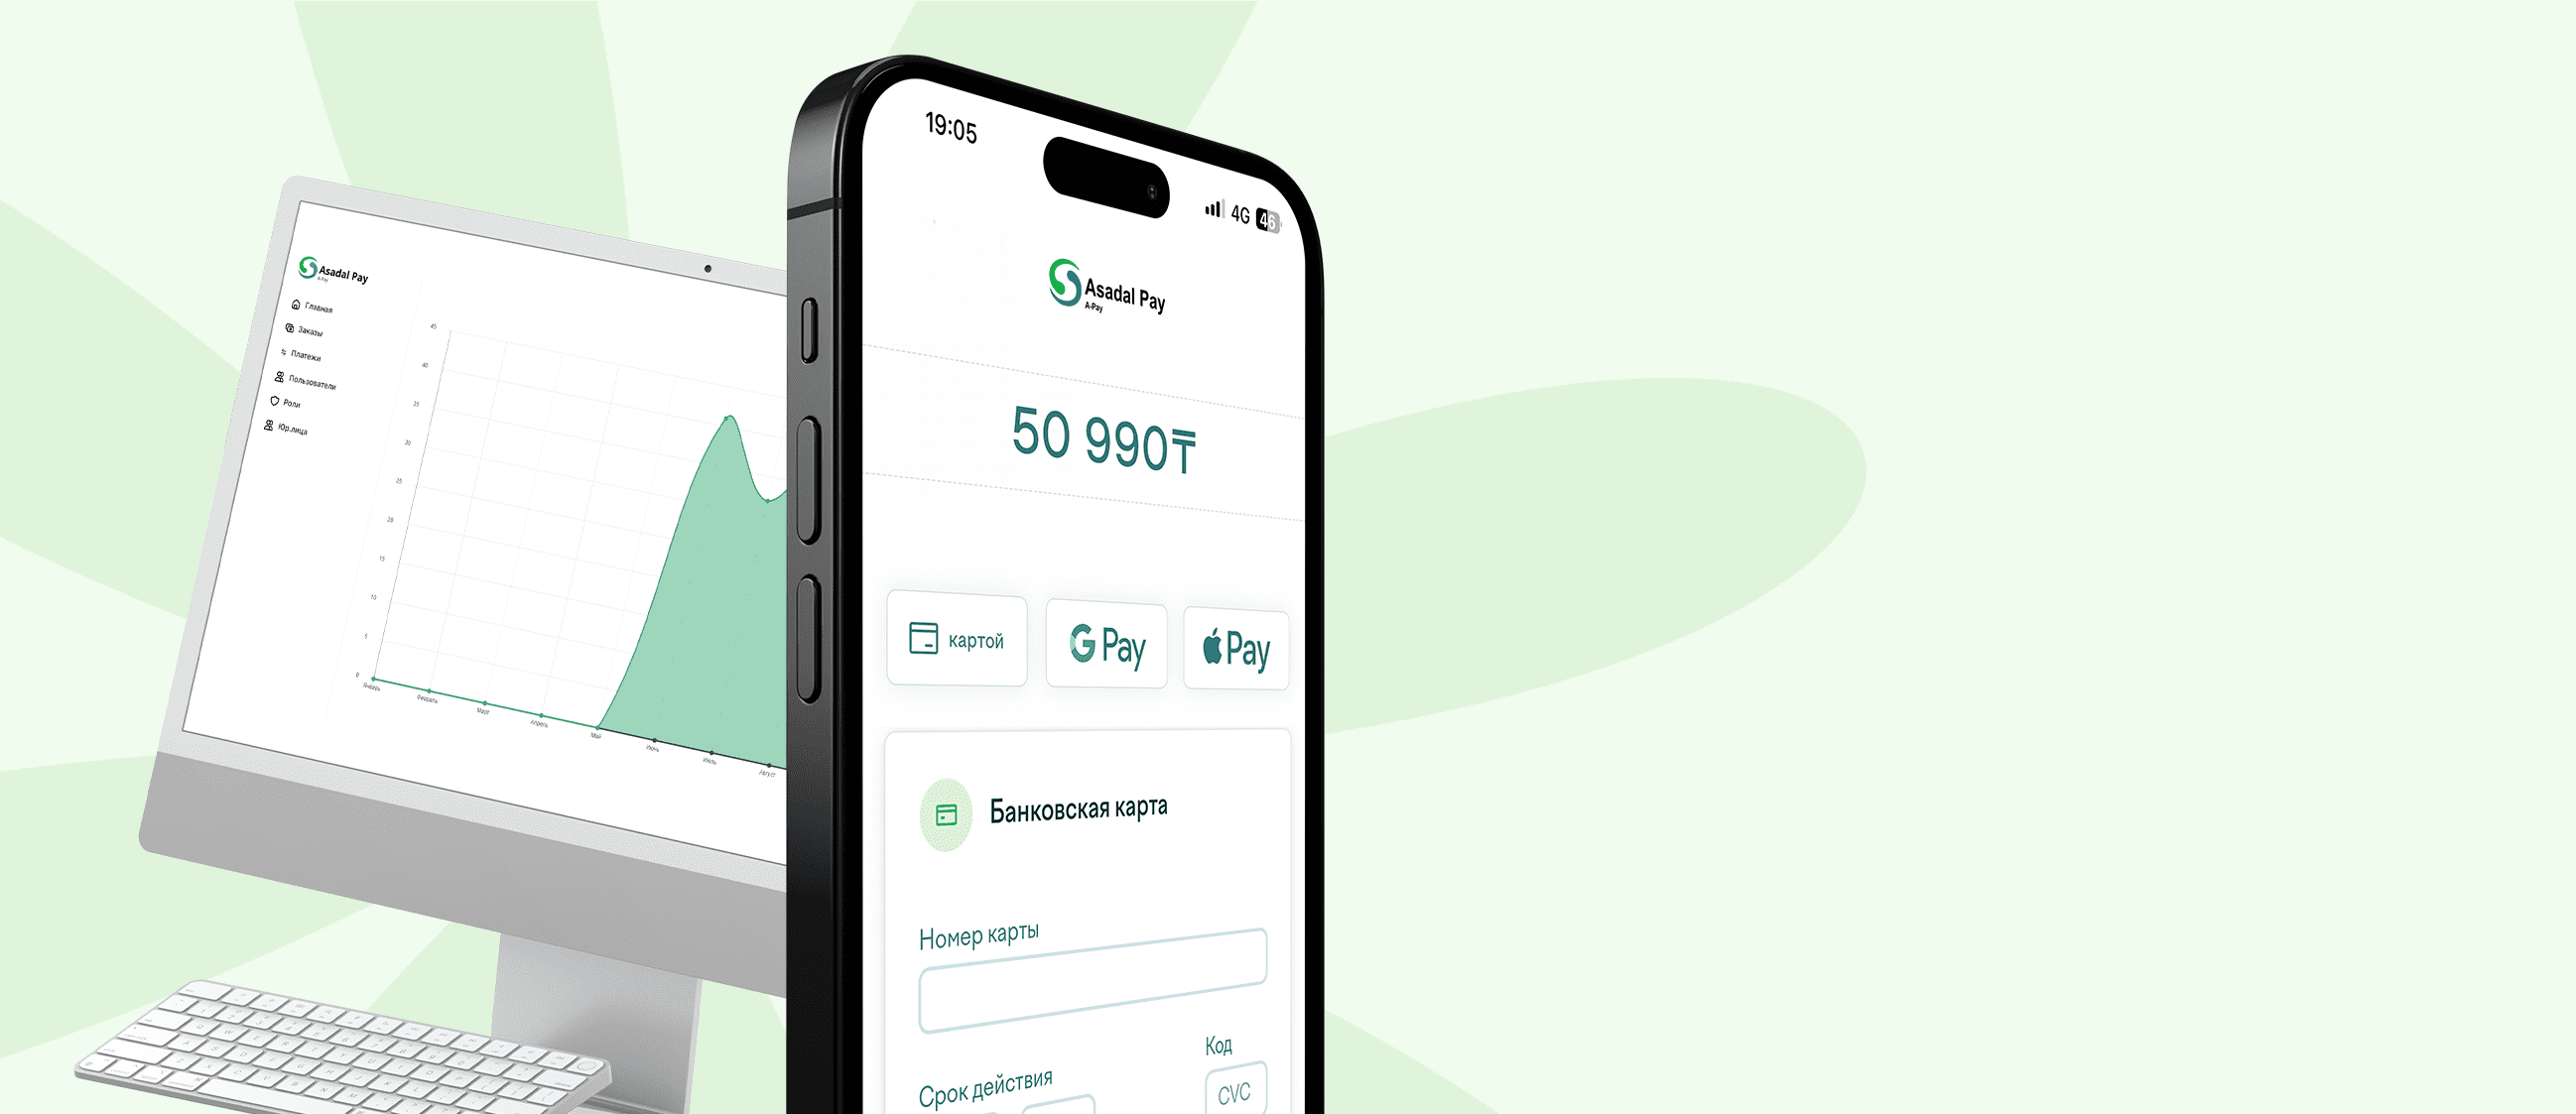 Asadal Pay
A-Pay
Главная
Заказы
Платежи
Пользователи
Роли
Юр.лица
45
40
35
30
25
20
15
10
5
0
Январь
Февраль
Март
Апрель
Май
Июнь
Июль
Август
19:05
4G 46
Asadal Pay
A-Pay
50 990₸
картой
G Pay
Pay
Банковская карта
Номер карты
Срок действия
Код
CVC